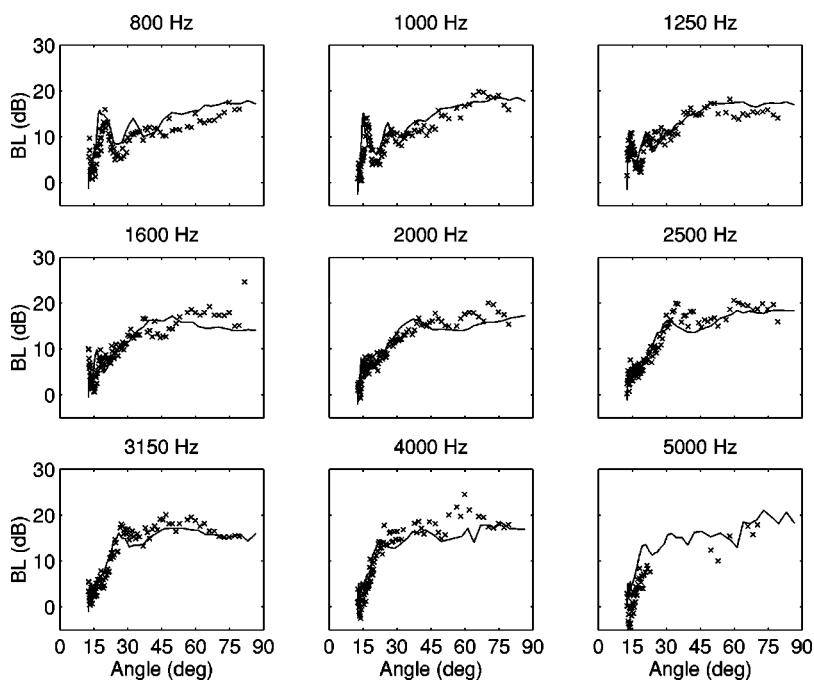 800 Hz
1000 Hz
1250 Hz
30
20
10
0
BL (dB)
1600 Hz
2000 Hz
2500 Hz
30
20
10
0
BL (dB)
3150 Hz
4000 Hz
5000 Hz
30
20
10
0
BL (dB)
0 15 30 45 60 75 90
0 15 30 45 60 75 90
0 15 30 45 60 75 90
Angle (deg)
Angle (deg)
Angle (deg)